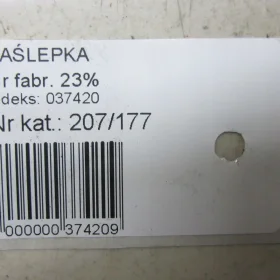 AŚLEPKA
r fabr. 23%
deks: 037420
Nr kat.: 207/177
000000 374209